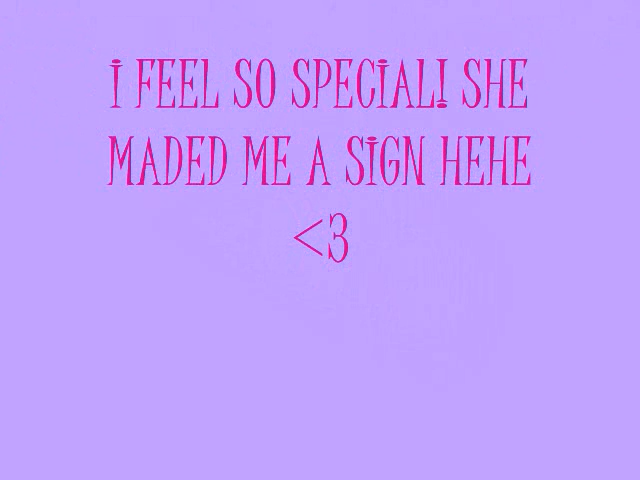 I FEEL SO SPECIAL! SHE
MADED ME A SIGN HEHE
<3